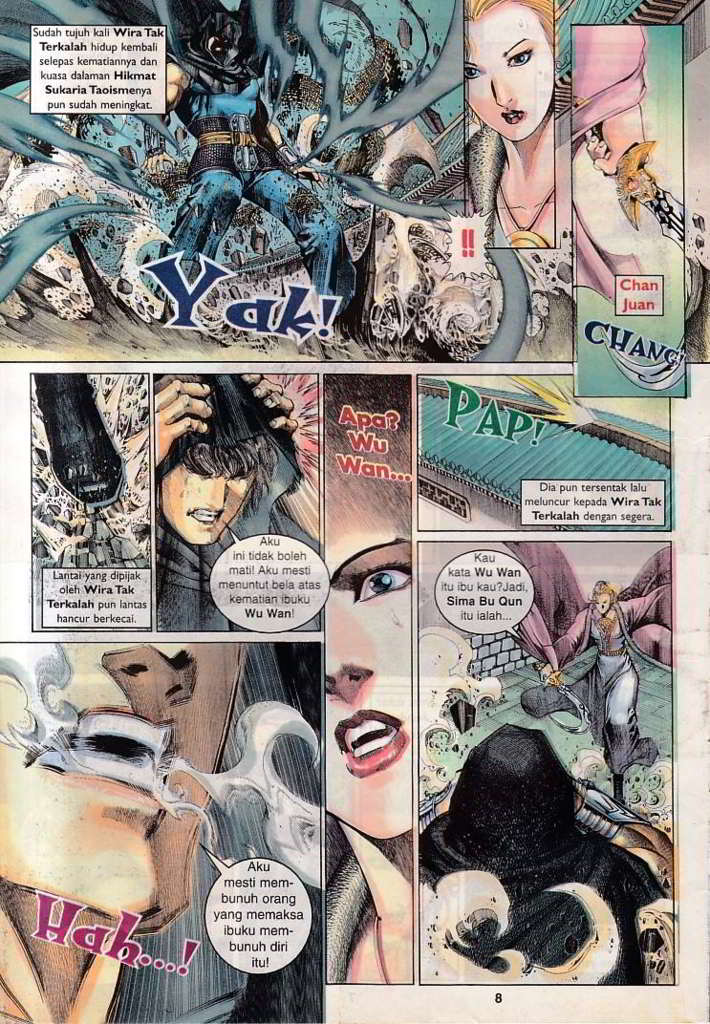 Sudah tujuh kali Wira Tak
Terkalah hidup kembali
selepas kematiannya dan
kuasa dalaman Hikmat
Sukaria Taoismenya
pun sudah meningkat.
Yak!
!!
Chan
Juan
CHANG!
Lantai yang dipijak
oleh Wira Tak
Terkalah pun lantas
hancur berkecai.
Aku
ini tidak boleh
mati! Aku mesti
menuntut bela atas
kematian ibuku
Wu Wan!
Apa?
Wu
Wan...
PAP!
Dia pun tersentak lalu
meluncur kepada Wira Tak
Terkalah dengan segera.
Kau
kata Wu Wan
itu ibu kau?Jadi,
Sima Bu Qun
itu ialah...
Aku
mesti mem-
bunuh orang
yang memaksa
ibuku mem-
bunuh diri
itu!
Hah...!
8